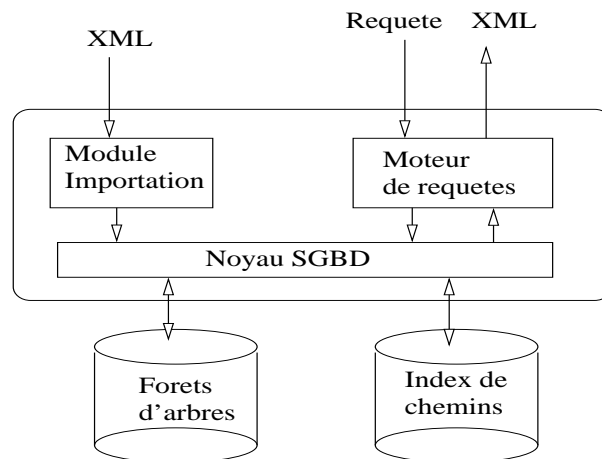 XML
Requete
XML
Module
Importation
Moteur
de requetes
Noyau SGBD
Forets
d'arbres
Index de
chemins